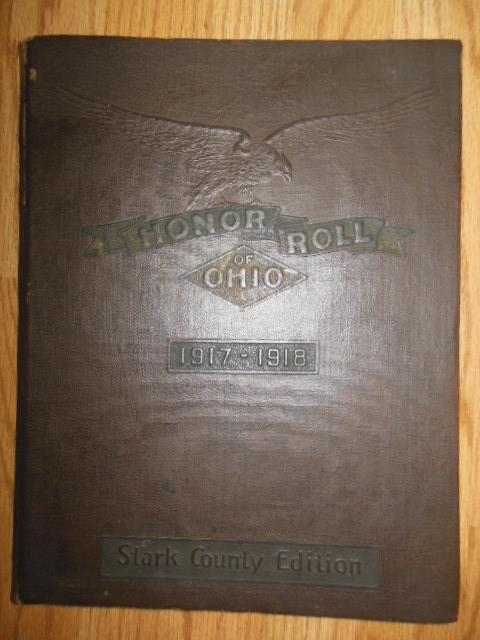 HONOR ROLL
OF
OHIO
1917-1918
Stark County Edition